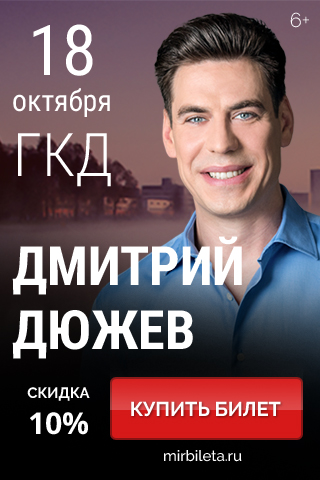 6+
18
октября
ГКД
ДМИТРИЙ
ДЮЖЕВ
СКИДКА
10%
КУПИТЬ БИЛЕТ
mirbileta.ru